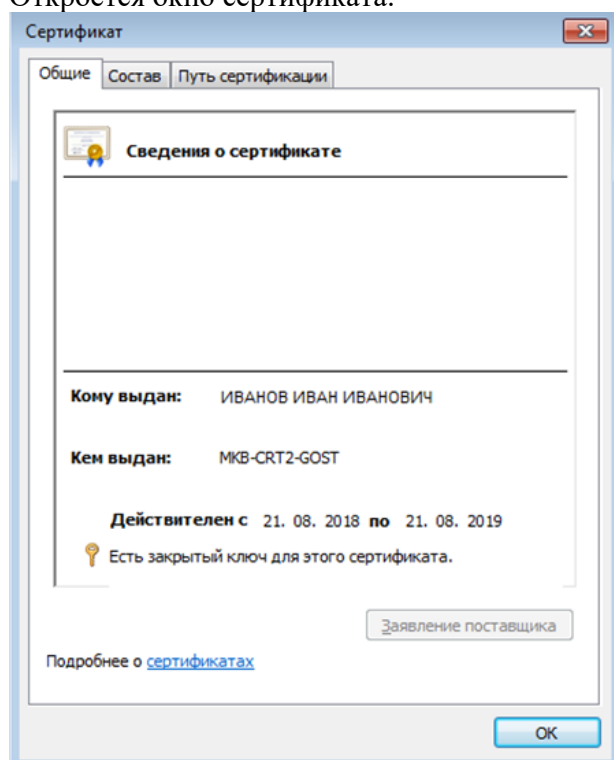 Откроется окно сертификата.
Сертификат
Общие Состав Путь сертификации
Сведения о сертификате
Кому выдан: ИВАНОВ ИВАН ИВАНОВИЧ
Кем выдан: MKB-CRT2-GOST
Действителен с 21. 08. 2018 по 21. 08. 2019
Есть закрытый ключ для этого сертификата.
Заявление поставщика
Подробнее о сертификатах
ОК